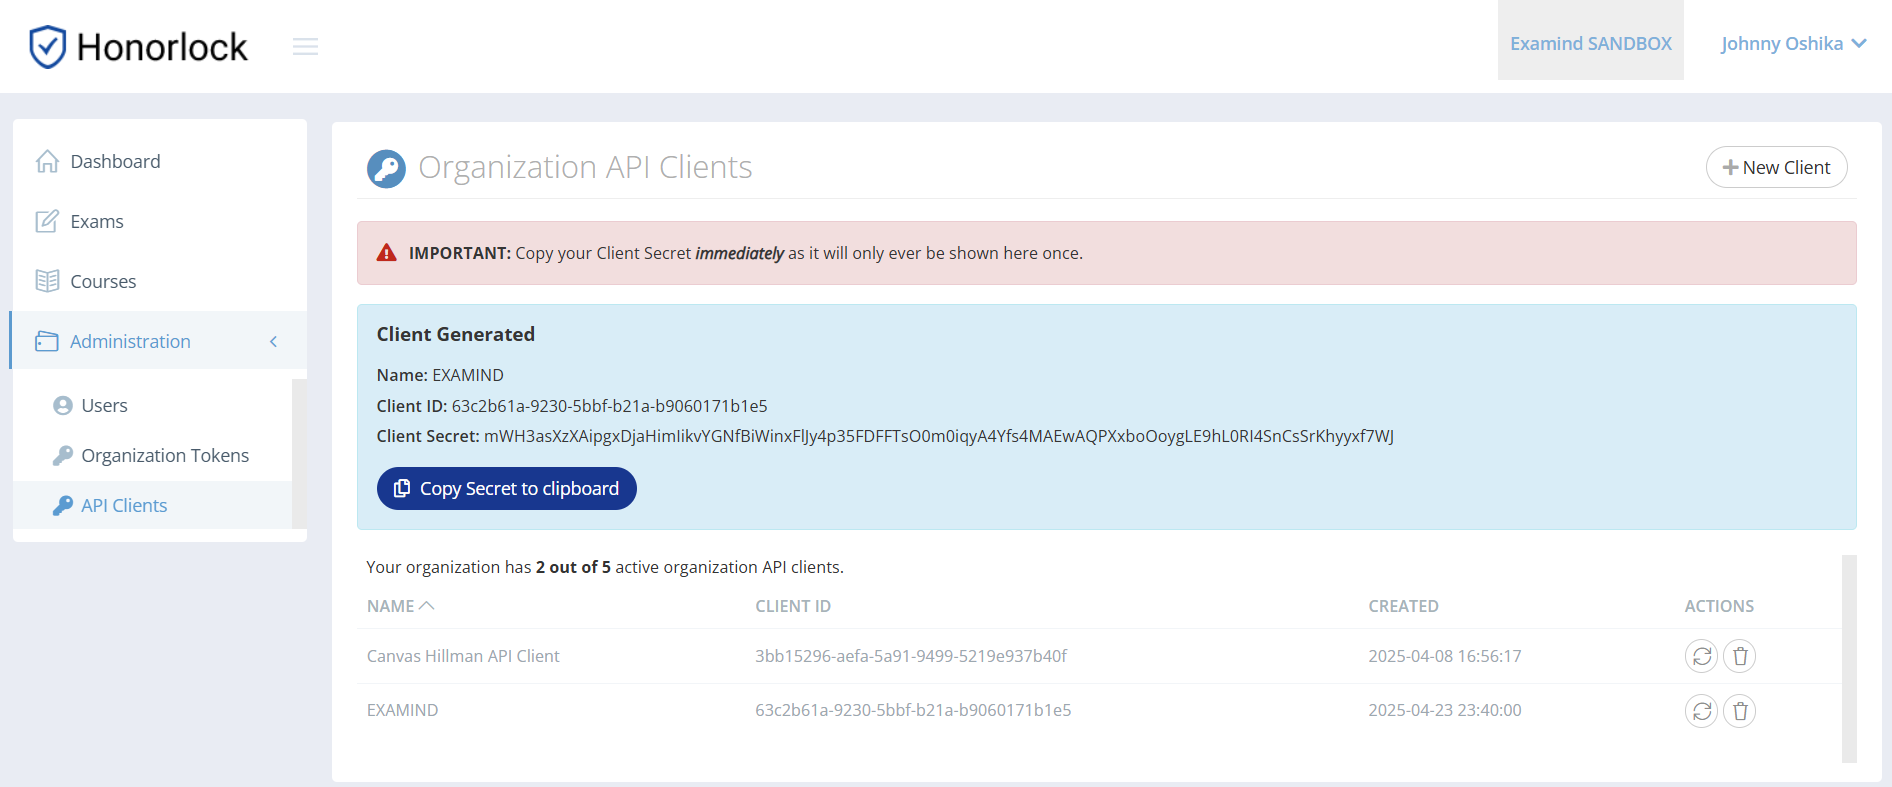 Honorlock
Examind SANDBOX
Johnny Oshika
Dashboard
Exams
Courses
Administration
Users
Organization Tokens
API Clients
Organization API Clients
New Client
IMPORTANT: Copy your Client Secret immediately as it will only ever be shown here once.
Client Generated
Name: EXAMIND
Client ID: 63c2b61a-9230-5bbf-b21a-b9060171b1e5
Client Secret: mWH3asXzXAipgxDjaHimIikvYGNfBiWinxFlJy4p35FDFFTsO0m0iqyA4Yfs4MAEwAQPXxboOoygLE9hL0RI4SnCsSrKhyyxf7WJ
Copy Secret to clipboard
Your organization has 2 out of 5 active organization API clients.
NAME CLIENT ID CREATED ACTIONS
Canvas Hillman API Client 3bb15296-aefa-5a91-9499-5219e937b40f 2025-04-08 16:56:17
EXAMIND 63c2b61a-9230-5bbf-b21a-b9060171b1e5 2025-04-23 23:40:00